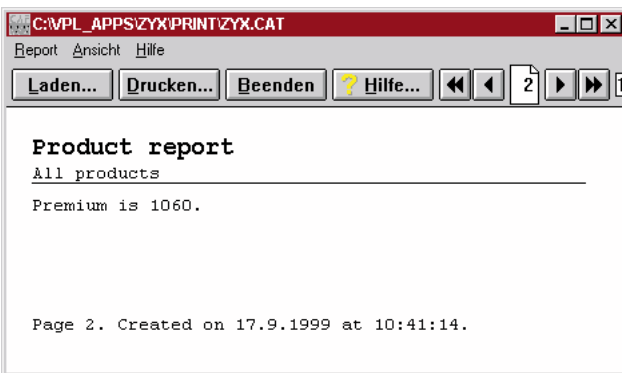 C:\VPL_APPS\ZYX\PRINT\ZYX.CAT
Report Ansicht Hilfe
Laden... Drucken... Beenden ? Hilfe... 2
Product report
All products
Premium is 1060.
Page 2. Created on 17.9.1999 at 10:41:14.